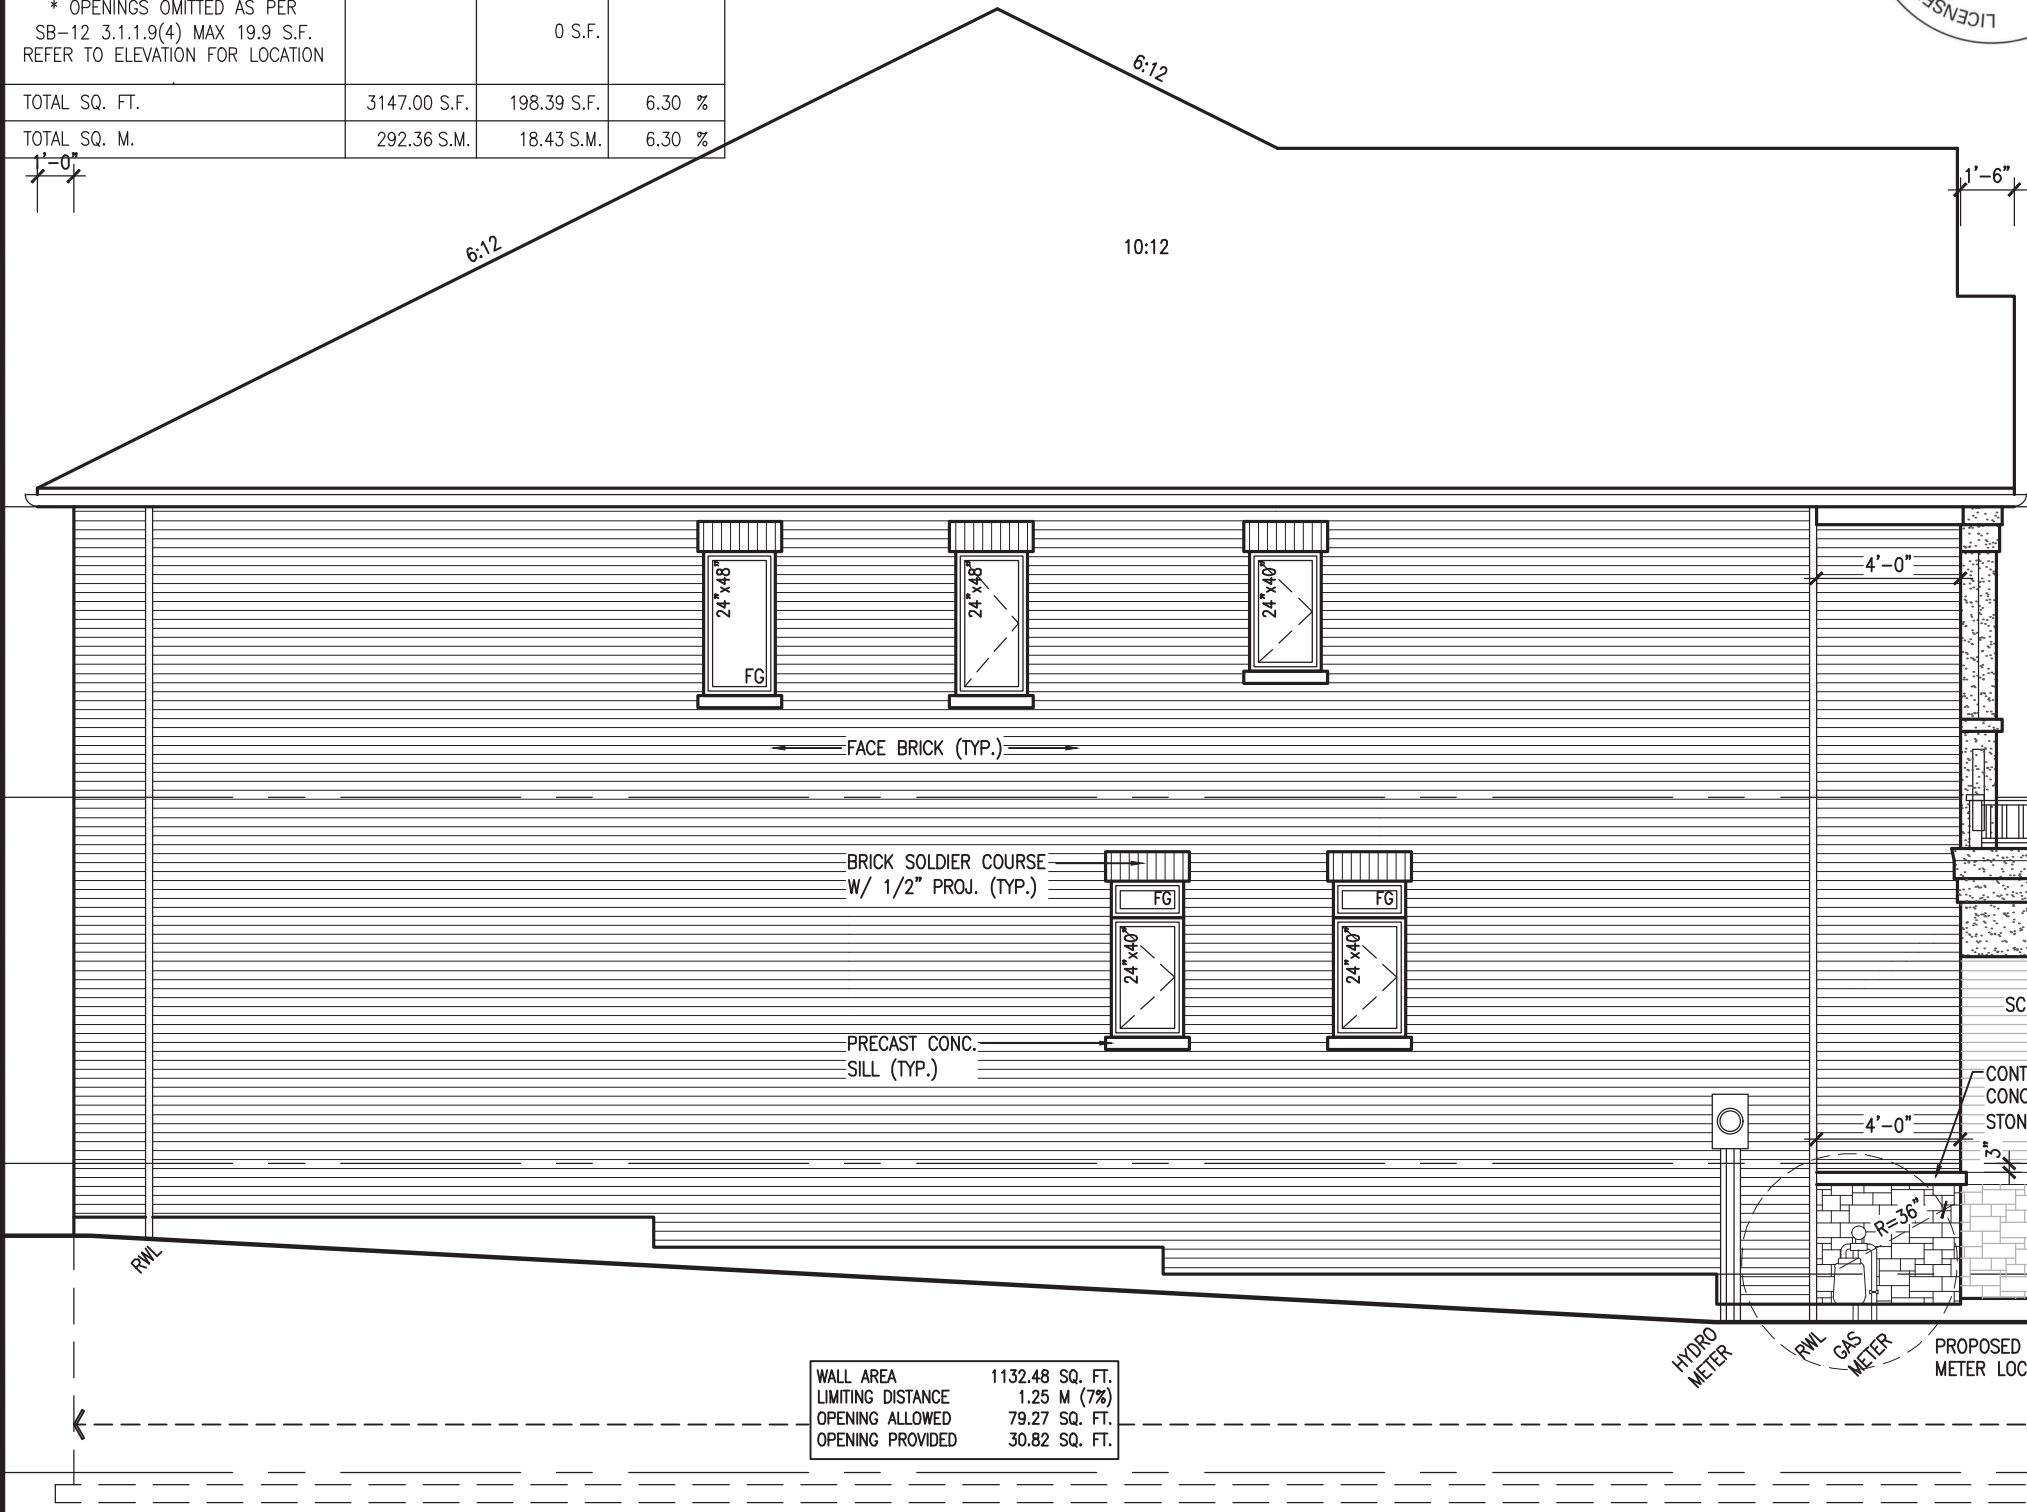 * OPENINGS OMITTED AS PER
SB-12 3.1.1.9(4) MAX 19.9 S.F.
REFER TO ELEVATION FOR LOCATION
0 S.F.
TOTAL SQ. FT. 3147.00 S.F. 198.39 S.F. 6.30 %
TOTAL SQ. M. 292.36 S.M. 18.43 S.M. 6.30 %
LICENSE
1'-0"
1'-6"
6:12
6:12
10:12
24"x48"
FG
24"x48"
24"x40"
4'-0"
FACE BRICK (TYP.)
BRICK SOLDIER COURSE
W/ 1/2" PROJ. (TYP.)
FG
FG
24"x40"
24"x40"
PRECAST CONC.
SILL (TYP.)
SC
CONT
CONC
STON
4'-0"
3"
R=36"
RWL
HYDRO
METER
RWL
GAS
METER
PROPOSED
METER LOC
WALL AREA 1132.48 SQ. FT.
LIMITING DISTANCE 1.25 M (7%)
OPENING ALLOWED 79.27 SQ. FT.
OPENING PROVIDED 30.82 SQ. FT.